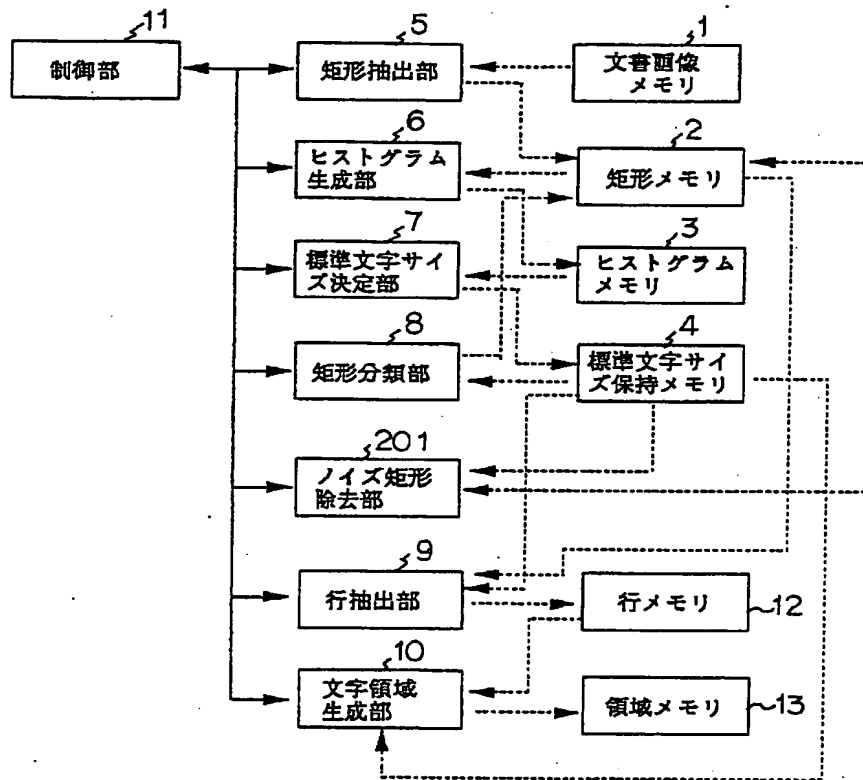 11
制御部
5
矩形抽出部
1
文書画像
メモリ
6
ヒストグラム
生成部
2
矩形メモリ
7
標準文字サイ
ズ決定部
3
ヒストグラム
メモリ
8
矩形分類部
4
標準文字サイ
ズ保持メモリ
201
ノイズ矩形
除去部
9
行抽出部
行メモリ
12
10
文字領域
生成部
領域メモリ
13